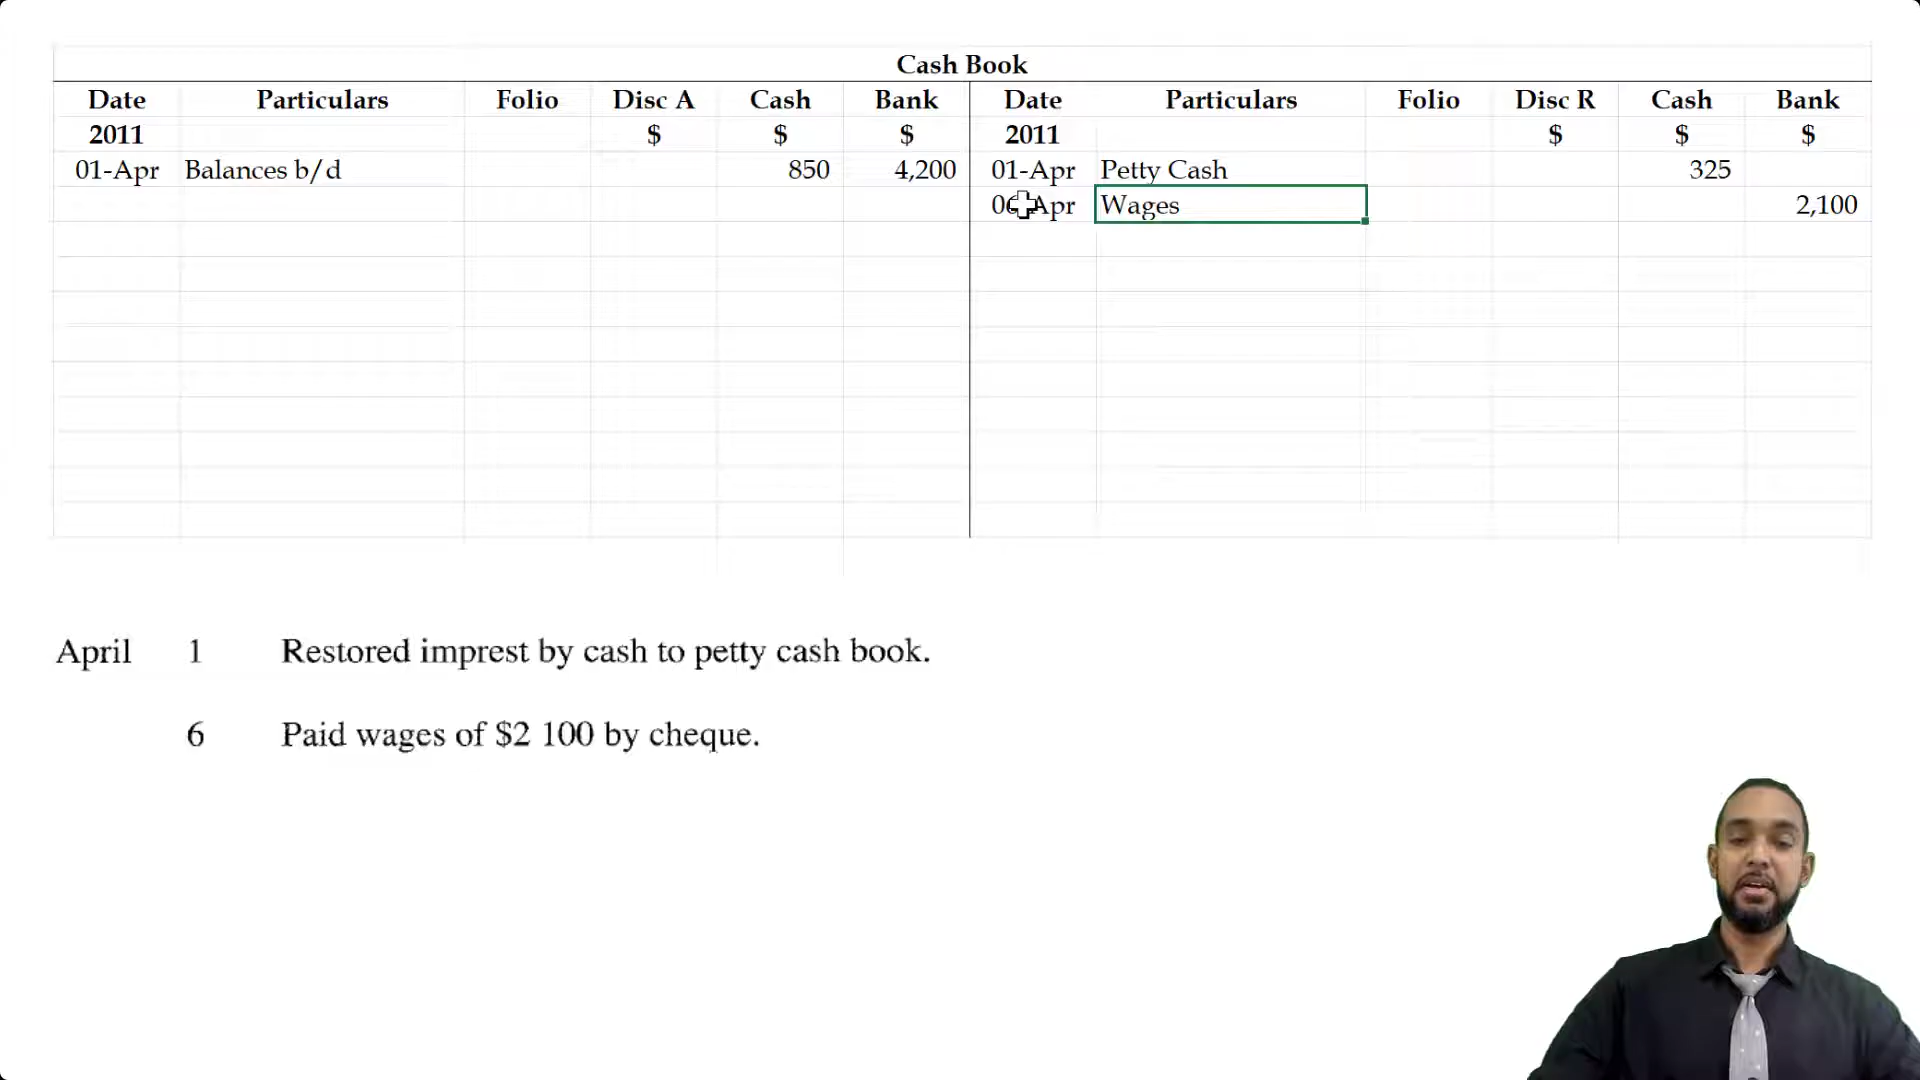 Cash Book
Date Particulars Folio Disc A Cash Bank Date Particulars Folio Disc R Cash Bank
2011 $ $ $ 2011 $ $ $
01-Apr Balances b/d 850 4,200 01-Apr Petty Cash 325
06-Apr Wages 2,100
April 1 Restored imprest by cash to petty cash book.
6 Paid wages of $2 100 by cheque.